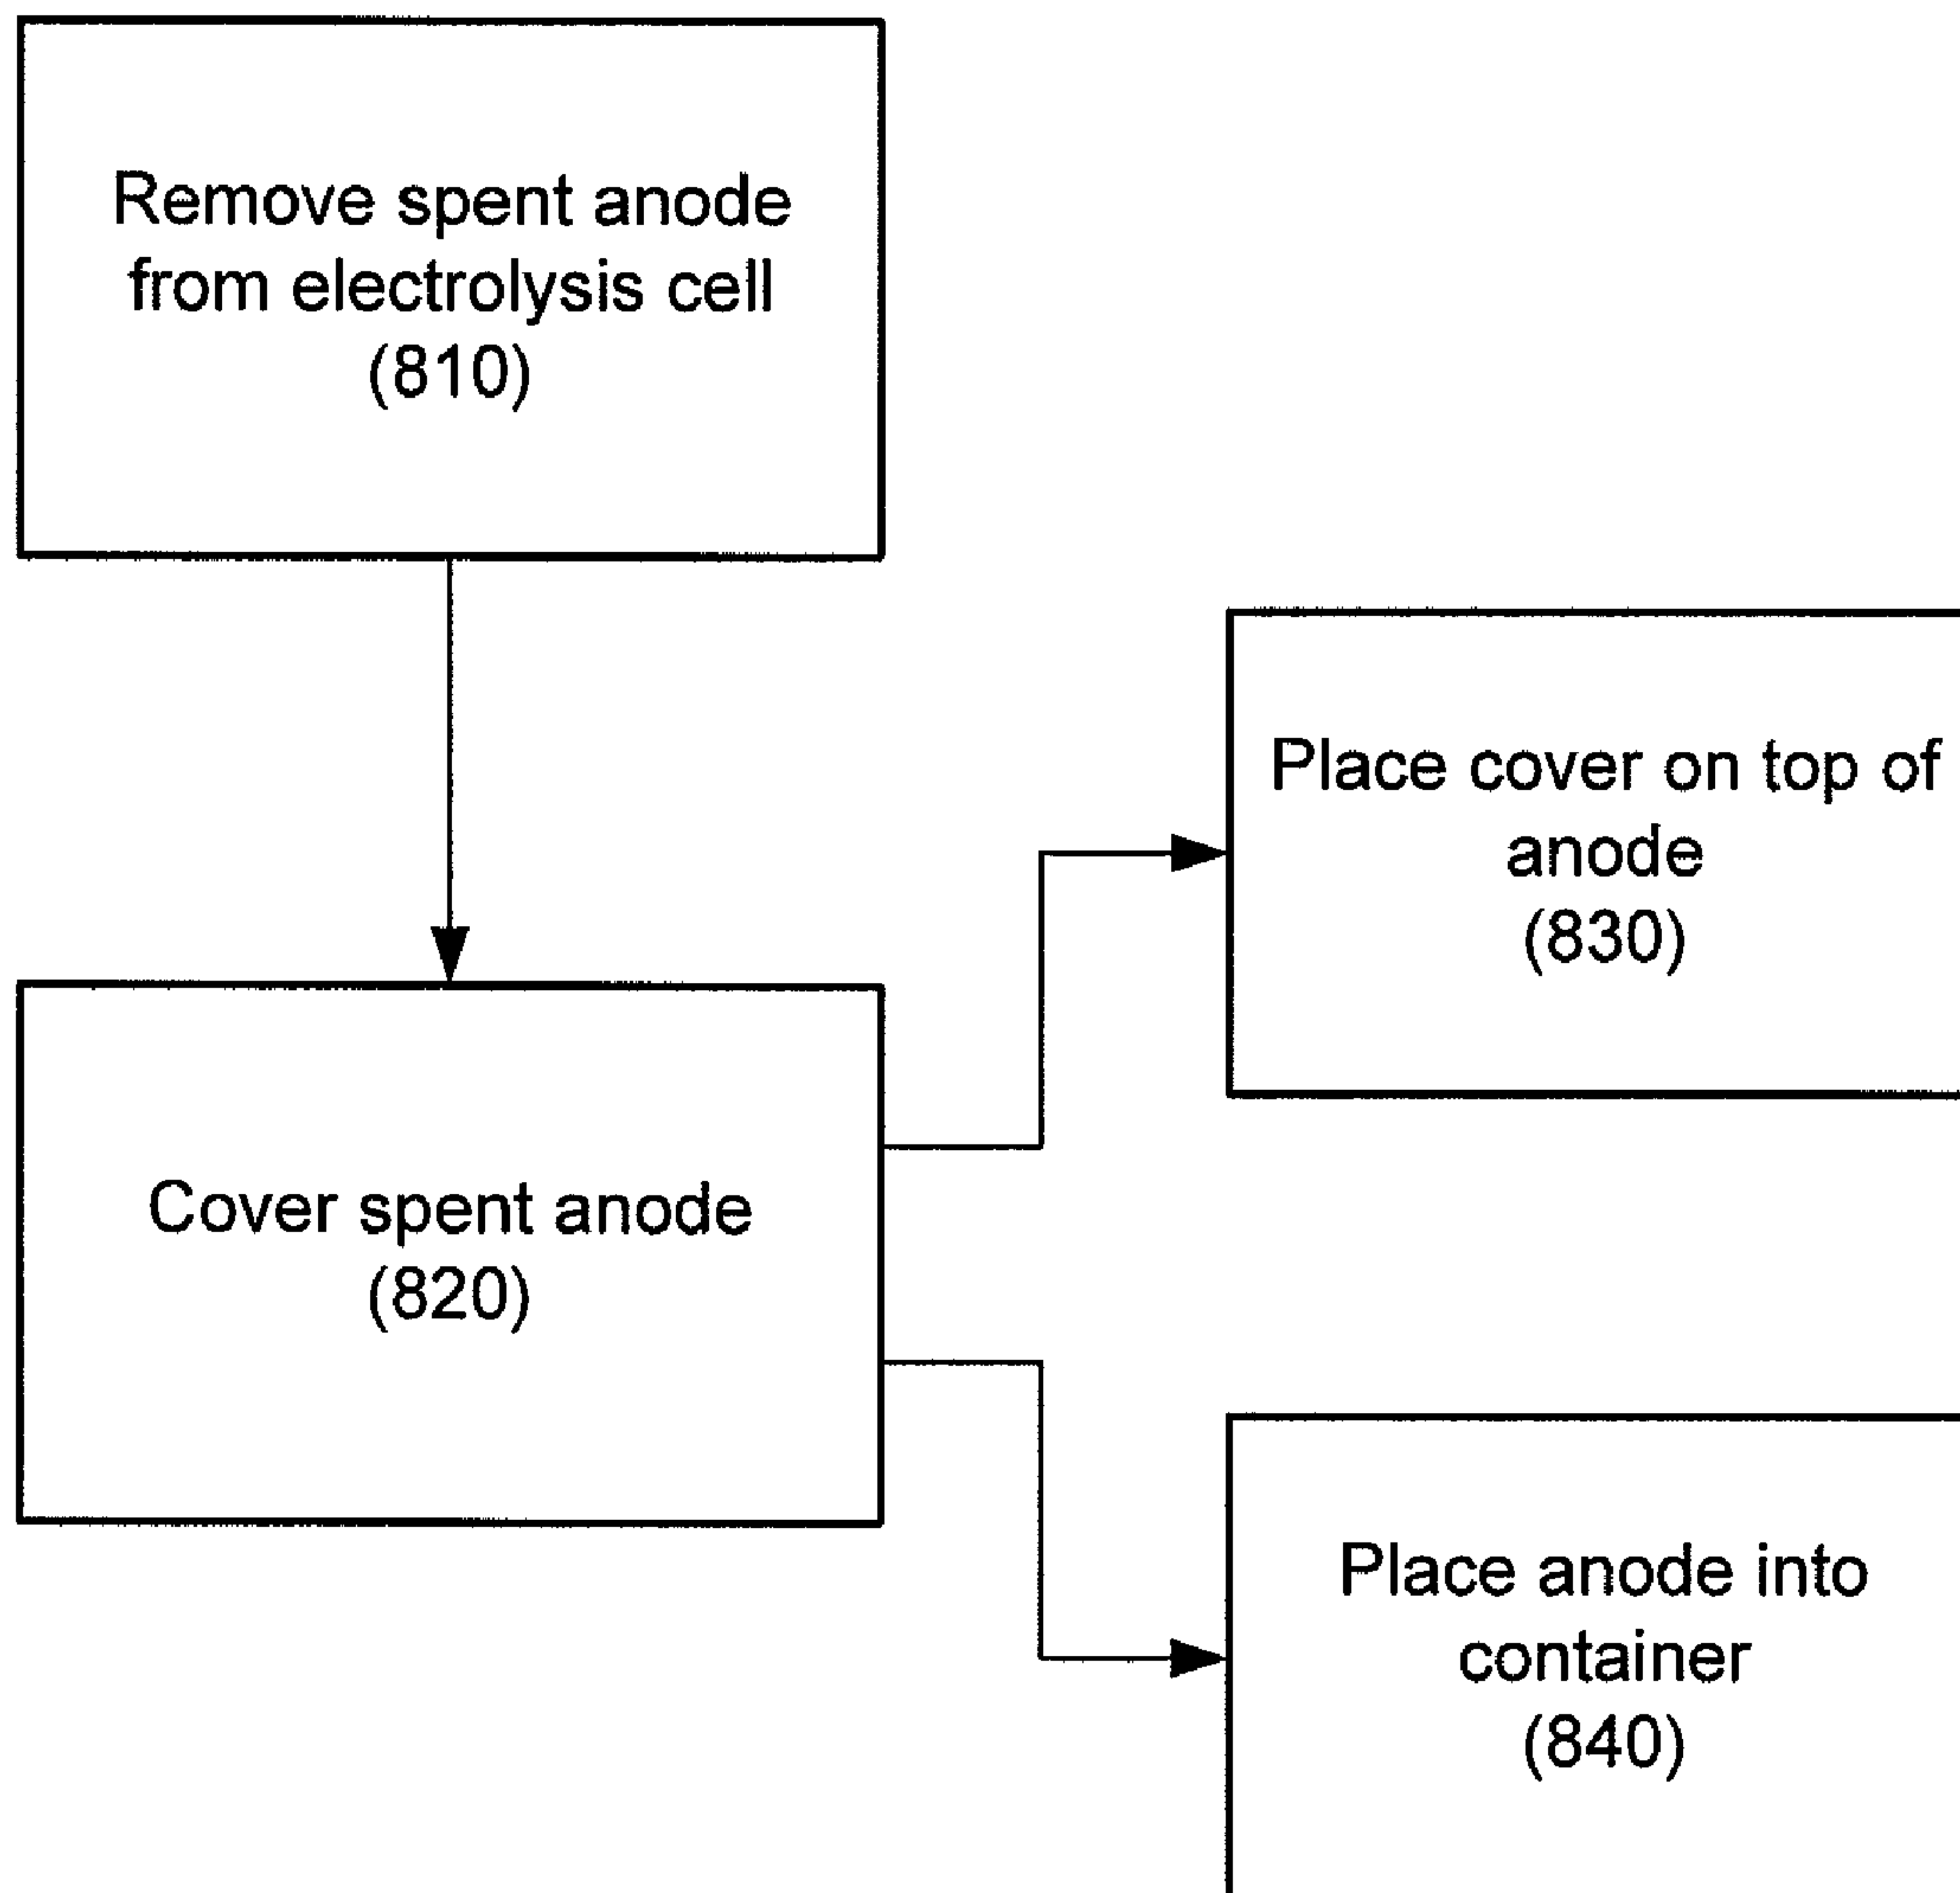 Remove spent anode
from electrolysis cell
(810)
Place cover on top of
anode
(830)
Cover spent anode
(820)
Place anode into
container
(840)